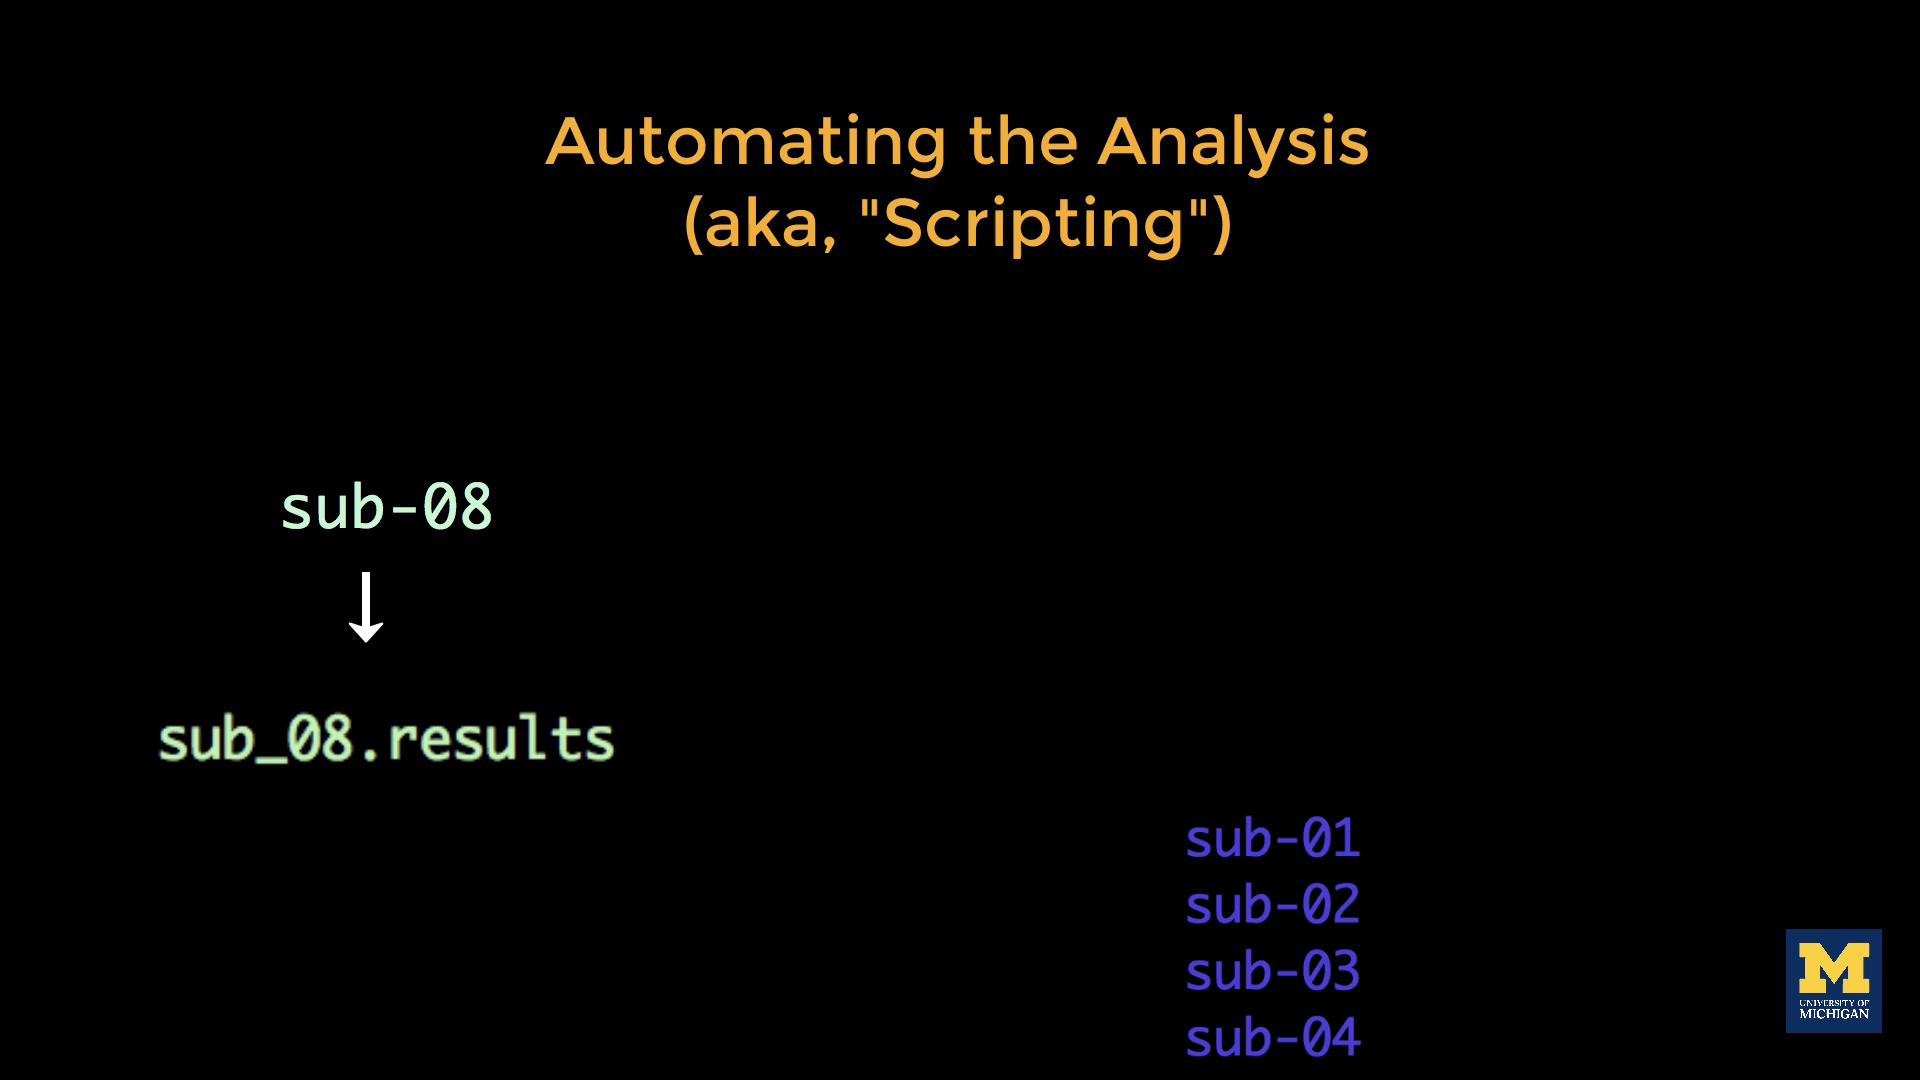 Automating the Analysis
(aka, "Scripting")
sub-08
↓
sub_08.results
sub-01
sub-02
sub-03
sub-04
M
UNIVERSITY OF
MICHIGAN